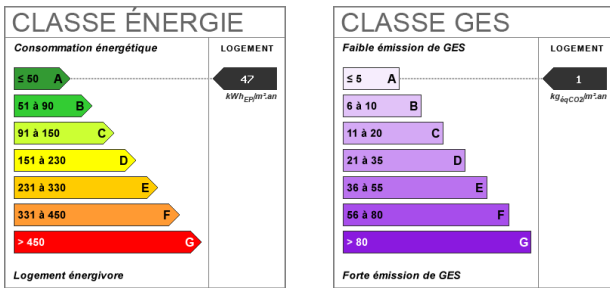 CLASSE ÉNERGIE
Consommation énergétique
LOGEMENT
≤ 50 A
47
kWhEP/m².an
51 à 90 B
91 à 150 C
151 à 230 D
231 à 330 E
331 à 450 F
> 450 G
Logement énergivore
CLASSE GES
Faible émission de GES
LOGEMENT
≤ 5 A
1
kgéqCO2/m².an
6 à 10 B
11 à 20 C
21 à 35 D
36 à 55 E
56 à 80 F
> 80 G
Forte émission de GES